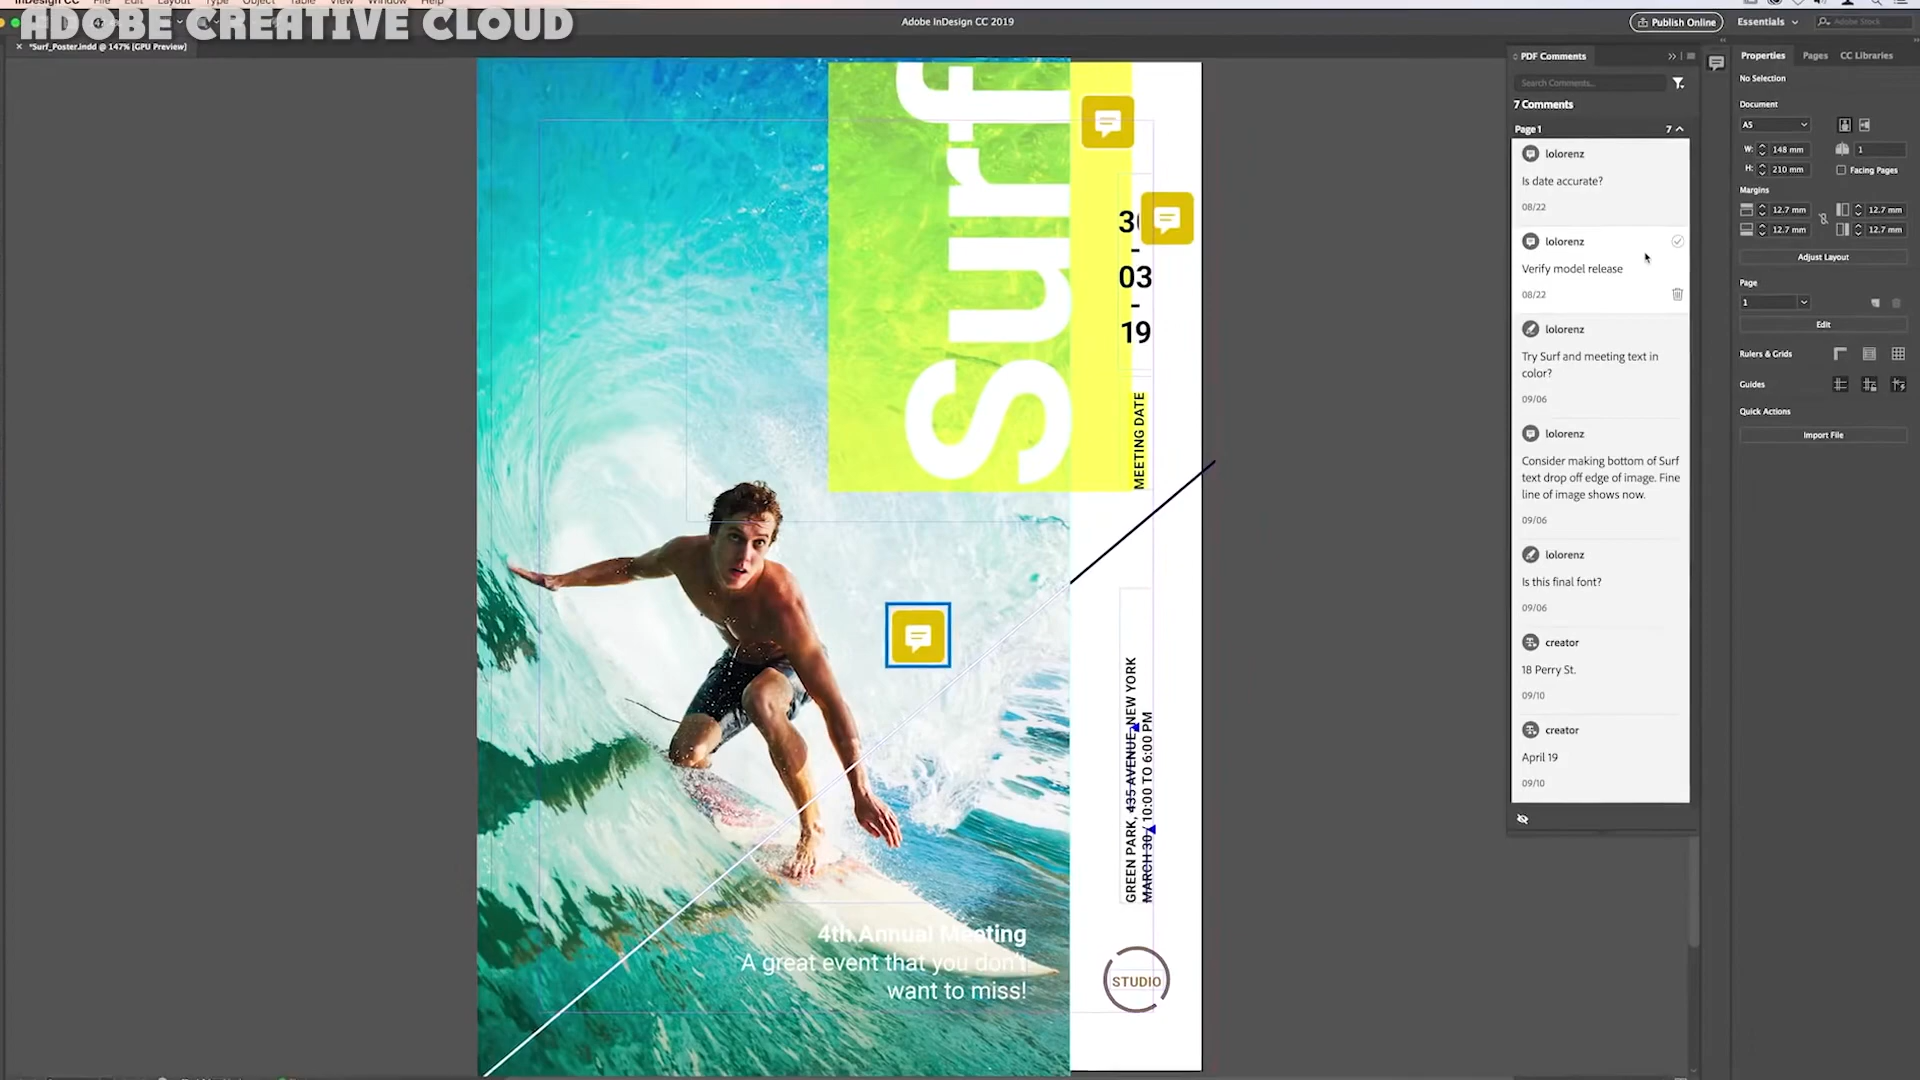 InDesign CC File Edit Layout Type Object Table View Window Help
ADOBE CREATIVE CLOUD
Adobe InDesign CC 2019
Publish Online
Essentials
Adobe Stock
*Surf_Poster.indd @ 147% [GPU Preview]
Surf
03
-
19
MEETING DATE
GREEN PARK, 435 AVENUE, NEW YORK
MARCH 30 / 10:00 TO 6:00 PM
4th Annual Meeting
A great event that you don't
want to miss!
STUDIO
PDF Comments
Search Comments...
7 Comments
Page 1
7
lolorenz
Is date accurate?
08/22
lolorenz
Verify model release
08/22
lolorenz
Try Surf and meeting text in
color?
09/06
lolorenz
Consider making bottom of Surf
text drop off edge of image. Fine
line of image shows now.
09/06
lolorenz
Is this final font?
09/06
creator
18 Perry St.
09/10
creator
April 19
09/10
Properties
Pages
CC Libraries
No Selection
Document
A5
W: 148 mm
1
H: 210 mm
Facing Pages
Margins
12.7 mm
12.7 mm
12.7 mm
12.7 mm
Adjust Layout
Page
1
Edit
Rulers & Grids
Guides
Quick Actions
Import File